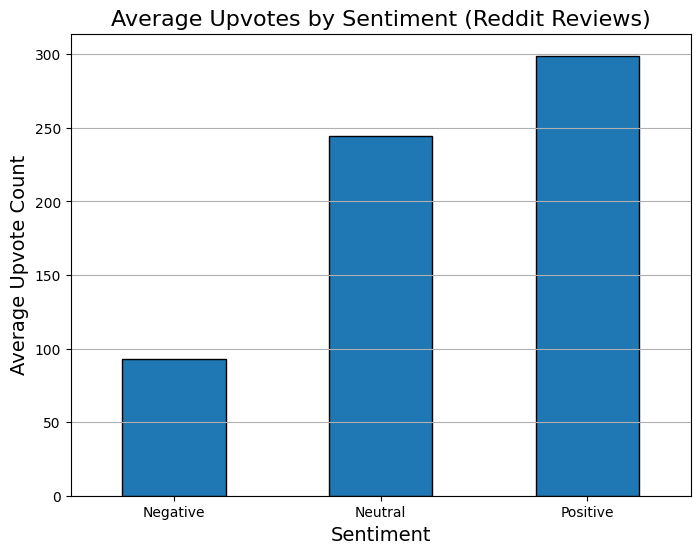 Average Upvotes by Sentiment (Reddit Reviews)
Average Upvote Count
300
250
200
150
100
50
0
Negative Neutral Positive
Sentiment